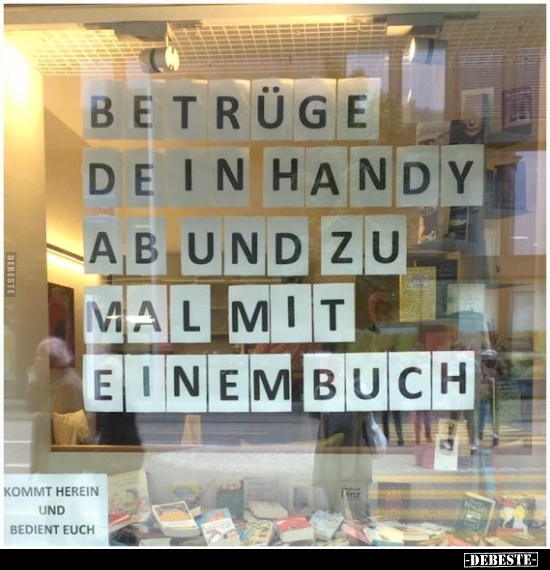 BETRÜGE
DEIN HANDY
AB UND ZU
MAL MIT
EINEM BUCH
KOMMT HEREIN
UND
BEDIENT EUCH
DEBESTE
-DEBESTE-